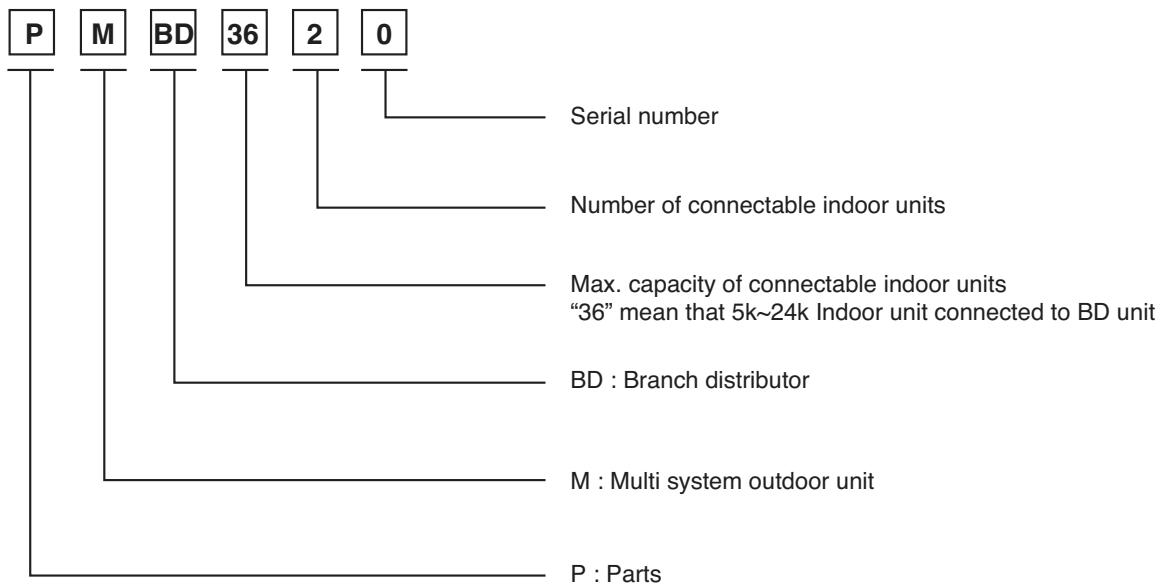 P M BD 36 2 0
Serial number
Number of connectable indoor units
Max. capacity of connectable indoor units
“36” mean that 5k~24k Indoor unit connected to BD unit
BD : Branch distributor
M : Multi system outdoor unit
P : Parts